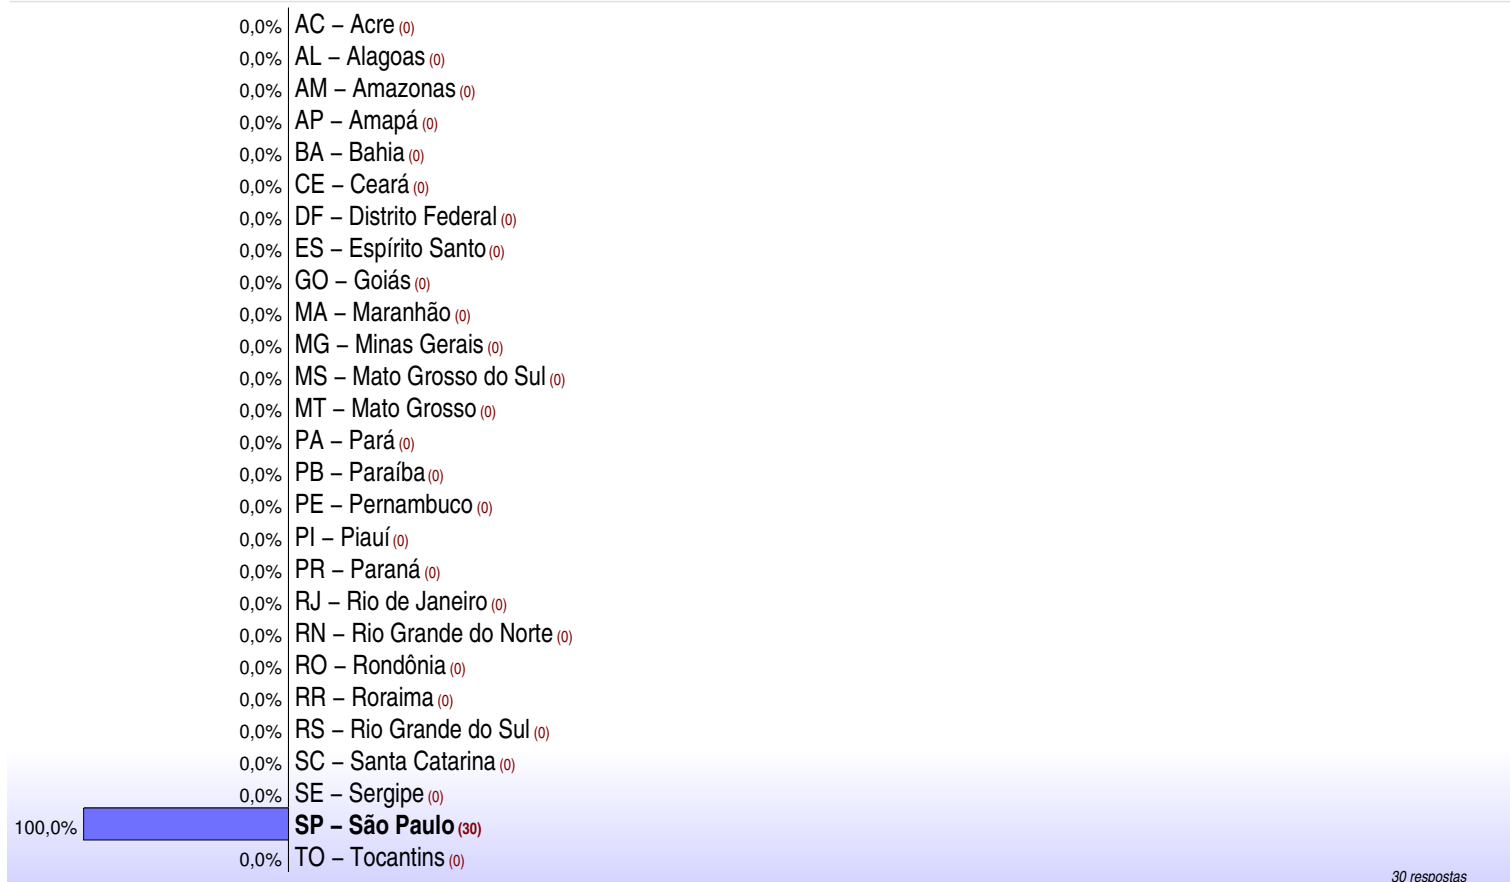 0,0% AC – Acre (0)
0,0% AL – Alagoas (0)
0,0% AM – Amazonas (0)
0,0% AP – Amapá (0)
0,0% BA – Bahia (0)
0,0% CE – Ceará (0)
0,0% DF – Distrito Federal (0)
0,0% ES – Espírito Santo (0)
0,0% GO – Goiás (0)
0,0% MA – Maranhão (0)
0,0% MG – Minas Gerais (0)
0,0% MS – Mato Grosso do Sul (0)
0,0% MT – Mato Grosso (0)
0,0% PA – Pará (0)
0,0% PB – Paraíba (0)
0,0% PE – Pernambuco (0)
0,0% PI – Piauí (0)
0,0% PR – Paraná (0)
0,0% RJ – Rio de Janeiro (0)
0,0% RN – Rio Grande do Norte (0)
0,0% RO – Rondônia (0)
0,0% RR – Roraima (0)
0,0% RS – Rio Grande do Sul (0)
0,0% SC – Santa Catarina (0)
0,0% SE – Sergipe (0)
100,0% SP – São Paulo (30)
0,0% TO – Tocantins (0)
30 respostas